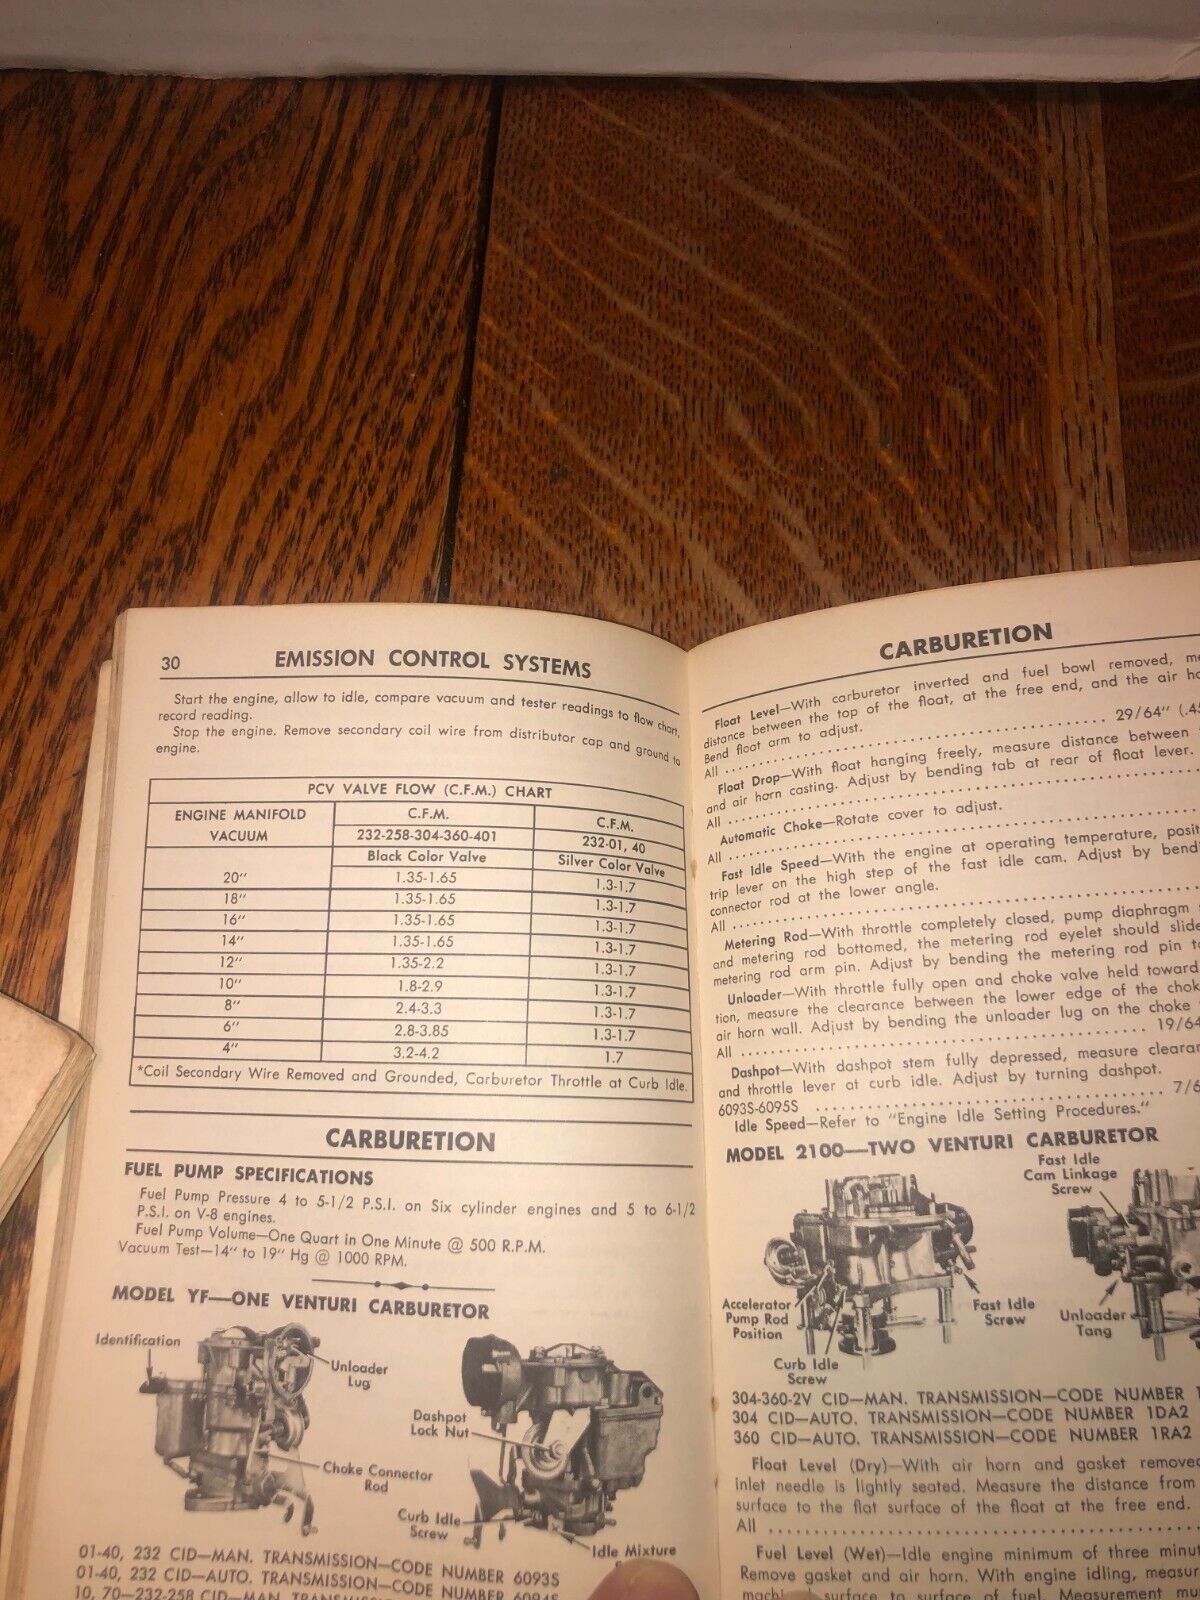 30 EMISSION CONTROL SYSTEMS
Start the engine, allow to idle, compare vacuum and tester readings to flow chart,
record reading.
Stop the engine. Remove secondary coil wire from distributor cap and ground to
engine.
PCV VALVE FLOW (C.F.M.) CHART
ENGINE MANIFOLD VACUUM C.F.M. C.F.M.
232-258-304-360-401 232-01, 40
Black Color Valve Silver Color Valve
20" 1.35-1.65 1.3-1.7
18" 1.35-1.65 1.3-1.7
16" 1.35-1.65 1.3-1.7
14" 1.35-1.65 1.3-1.7
12" 1.35-2.2 1.3-1.7
10" 1.8-2.9 1.3-1.7
8" 2.4-3.3 1.3-1.7
6" 2.8-3.85 1.3-1.7
4" 3.2-4.2 1.7
*Coil Secondary Wire Removed and Grounded, Carburetor Throttle at Curb Idle.
CARBURETION
FUEL PUMP SPECIFICATIONS
Fuel Pump Pressure 4 to 5-1/2 P.S.I. on Six cylinder engines and 5 to 6-1/2
P.S.I. on V-8 engines.
Fuel Pump Volume—One Quart in One Minute @ 500 R.P.M.
Vacuum Test—14" to 19" Hg @ 1000 RPM.
MODEL YF—ONE VENTURI CARBURETOR
Identification
Unloader
Lug
Dashpot
Lock Nut
Choke Connector
Rod
Curb Idle
Screw
Idle Mixture
01-40, 232 CID—MAN. TRANSMISSION—CODE NUMBER 6093S
01-40, 232 CID—AUTO. TRANSMISSION—CODE NUMBER
10, 70—232-258 CID—MAN. TRANSMISSION—CODE NUMBER 6094S
CARBURETION
Float Level—With carburetor inverted and fuel bowl removed,
distance between the top of the float, at the free end, and the air
Bend float arm to adjust.
All 29/64" (.45
Float Drop—With float hanging freely, measure distance between
and air horn casting. Adjust by bending tab at rear of float lever.
All
Automatic Choke—Rotate cover to adjust.
All
Fast Idle Speed—With the engine at operating temperature,
trip lever on the high step of the fast idle cam. Adjust by
connector rod at the lower angle.
All
Metering Rod—With throttle completely closed, pump diaphragm
and metering rod bottomed, the metering rod eyelet should slide
metering rod arm pin. Adjust by bending the metering rod pin
Unloader—With throttle fully open and choke valve held toward
tion, measure the clearance between the lower edge of the
air horn wall. Adjust by bending the unloader lug on the choke
All 19/64
Dashpot—With dashpot stem fully depressed, measure
and throttle lever at curb idle. Adjust by turning dashpot.
6093S-6095S 7/6
Idle Speed—Refer to "Engine Idle Setting Procedures."
MODEL 2100—TWO VENTURI CARBURETOR
Fast Idle
Cam Linkage
Screw
Accelerator
Pump Rod
Position
Fast Idle
Screw
Unloader
Tang
Curb Idle
Screw
304-360-2V CID—MAN. TRANSMISSION—CODE NUMBER
304 CID—AUTO. TRANSMISSION—CODE NUMBER 1DA2
360 CID—AUTO. TRANSMISSION—CODE NUMBER 1RA2
Float Level (Dry)—With air horn and gasket removed
inlet needle is lightly seated. Measure the distance from
surface to the flat surface of the float at the free end.
All
Fuel Level (Wet)—Idle engine minimum of three
Remove gasket and air horn. With engine idling,
surface to surface of fuel. Measurement